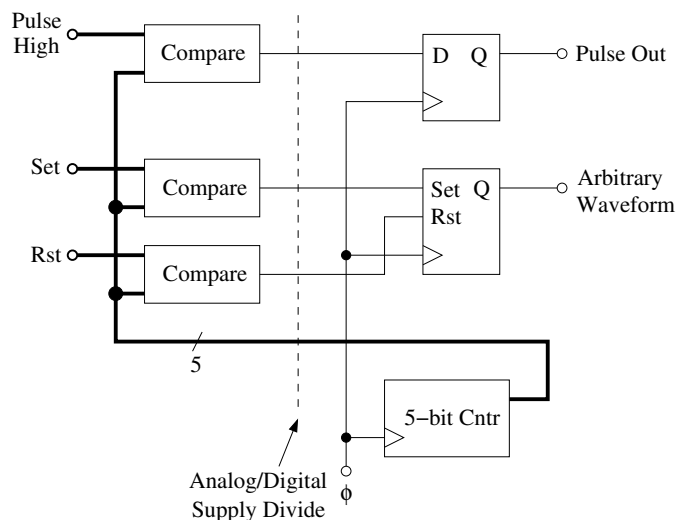 Pulse
High
Compare
D Q
Pulse Out
Set
Compare
Set Q
Rst
Arbitrary
Waveform
Rst
Compare
5
5−bit Cntr
Analog/Digital
Supply Divide
ϕ